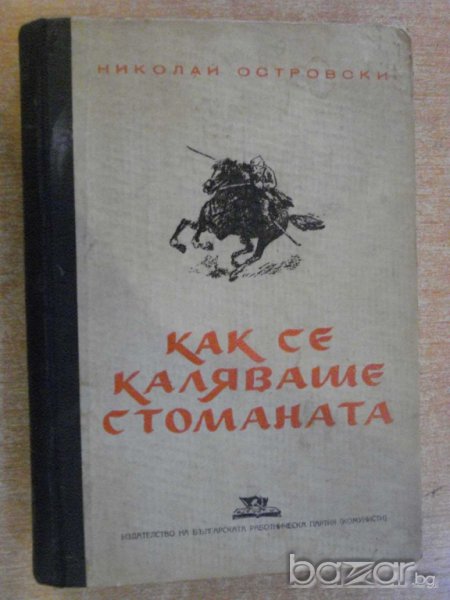 НИКОЛАЙ ОСТРОВСКИ
КАК СЕ
КАЛЯВАШЕ
СТОМАНАТА
ИЗДАТЕЛСТВО НА БЪЛГАРСКАТА РАБОТНИЧЕСКА ПАРТИЯ (КОМУНИСТИ)
bazar.bg